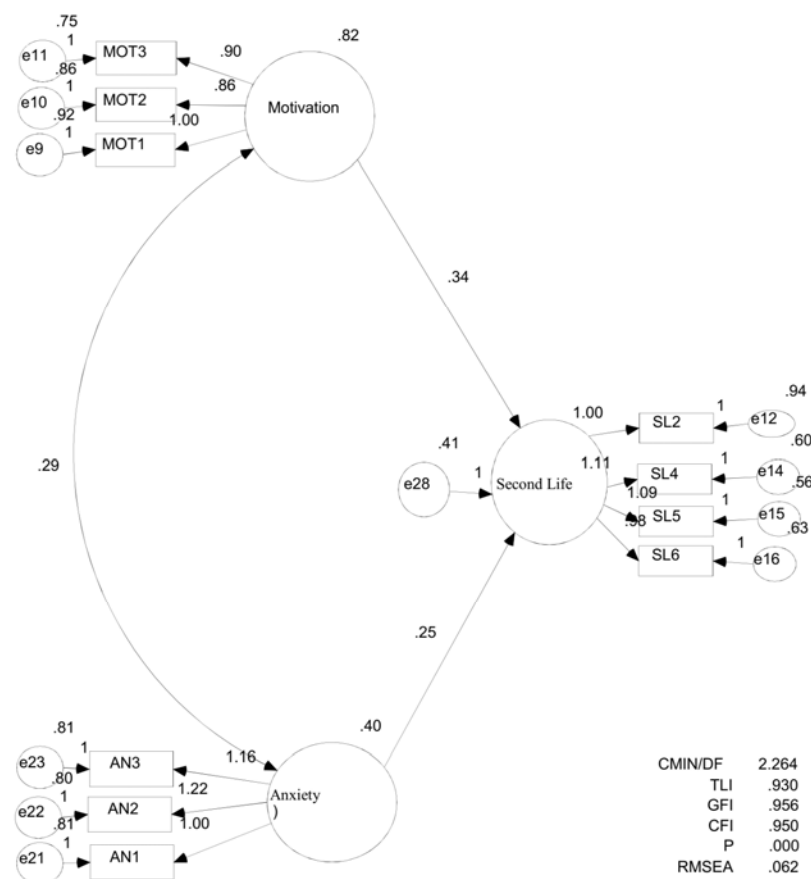 .75
.82
1
e11
MOT3
.90
.86
.86
1
e10
MOT2
Motivation
.92
1.00
1
e9
MOT1
.34
.94
1
1.00
SL2
e12
.41
.60
1
1.11
SL4
e14
1
Second Life
e28
.56
1.09
1
SL5
e15
.98
.63
1
SL6
e16
.29
.25
.81
.40
1
e23
AN3
1.16
.80
1.22
Anxiety
)
1
e22
AN2
.81
1.00
1
e21
AN1
CMIN/DF 2.264
TLI .930
GFI .956
CFI .950
P .000
RMSEA .062